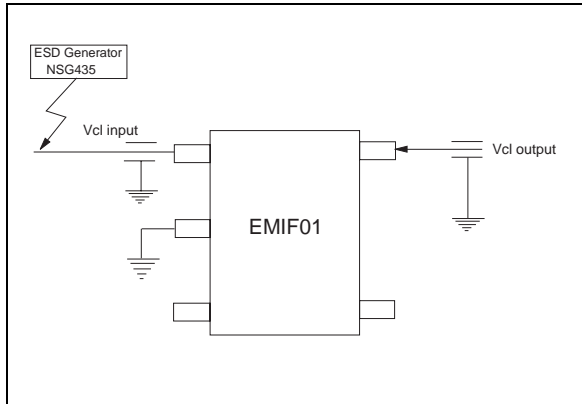 ESD Generator
NSG435
Vcl input
Vcl output
EMIF01